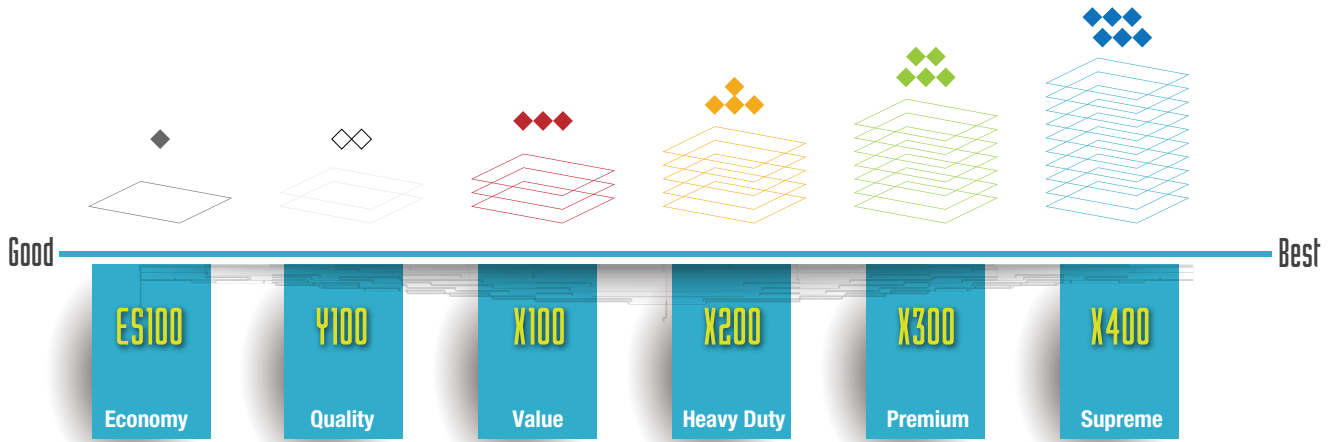 Good
Best
ES100
Y100
X100
X200
X300
X400
Economy
Quality
Value
Heavy Duty
Premium
Supreme